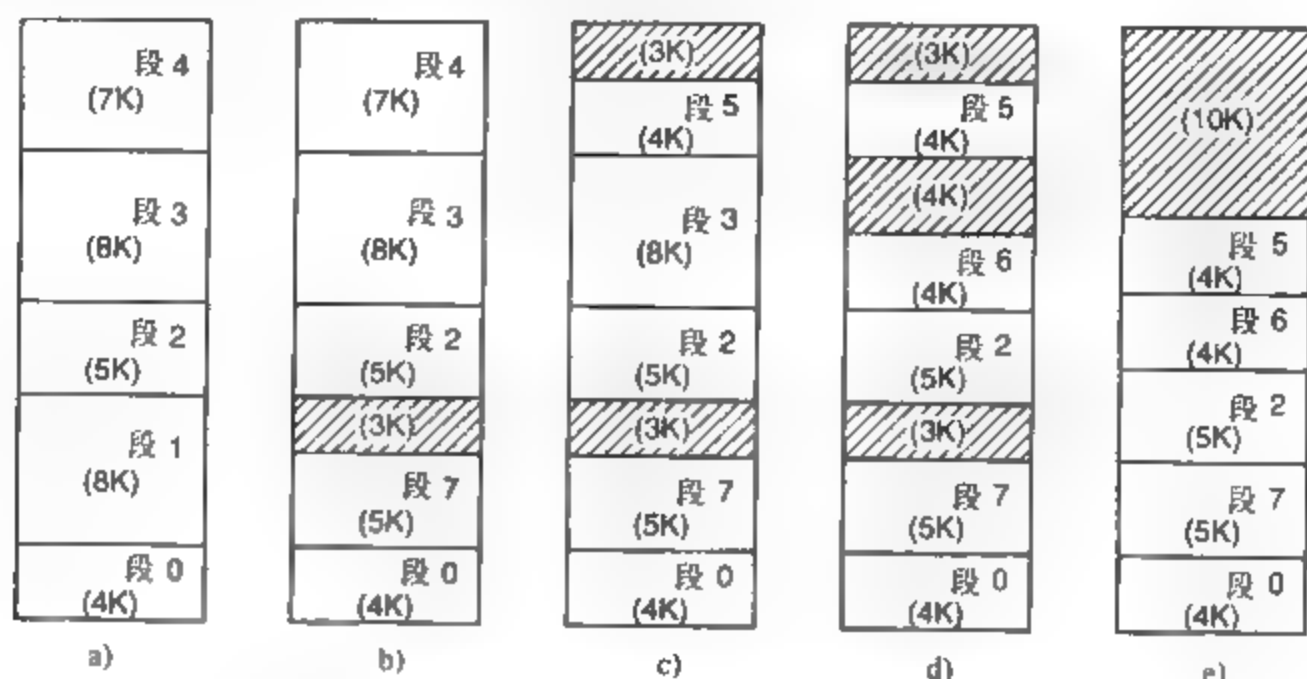 段 4
(7K)
段 3
(8K)
段 2
(5K)
段 1
(8K)
段 0
(4K)
a)
段 4
(7K)
段 3
(8K)
段 2
(5K)
(3K)
段 7
(5K)
段 0
(4K)
b)
(3K)
段 5
(4K)
段 3
(8K)
段 2
(5K)
(3K)
段 7
(5K)
段 0
(4K)
c)
(3K)
段 5
(4K)
(4K)
段 6
(4K)
段 2
(5K)
(3K)
段 7
(5K)
段 0
(4K)
d)
(10K)
段 5
(4K)
段 6
(4K)
段 2
(5K)
段 7
(5K)
段 0
(4K)
e)